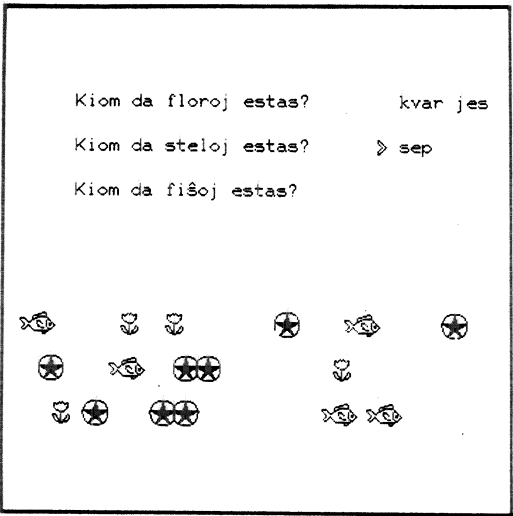 Kiom da floroj estas? kvar jes
Kiom da steloj estas? > sep
Kiom da fiŝoj estas?